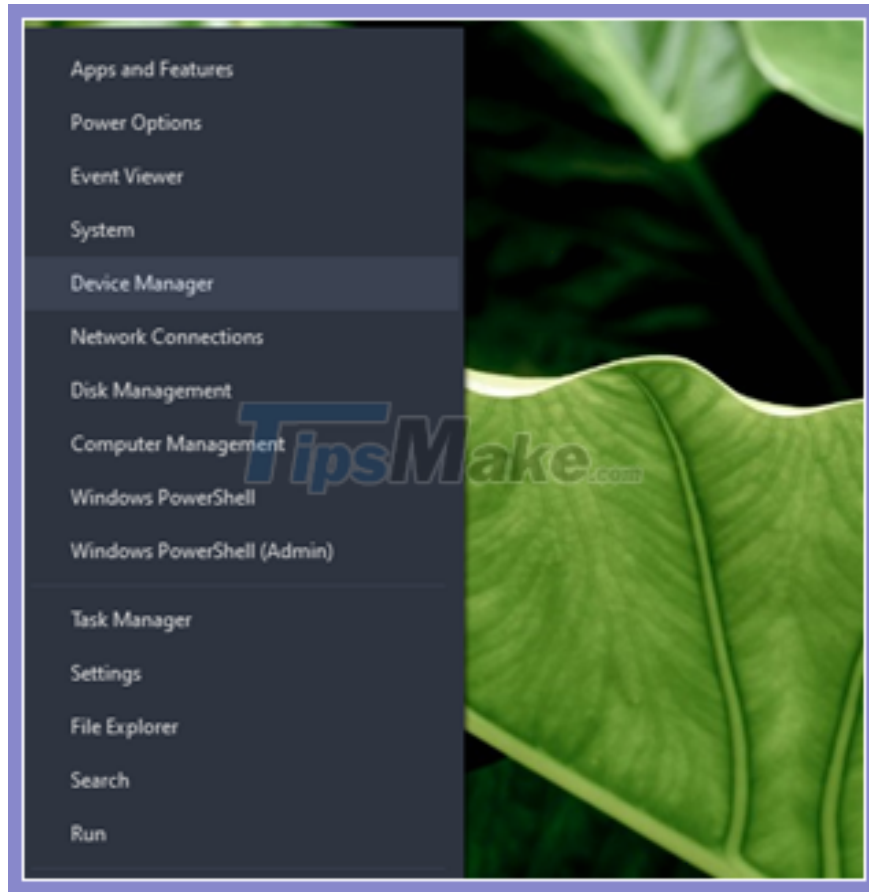 Apps and Features
Power Options
Event Viewer
System
Device Manager
Network Connections
Disk Management
Computer Management
TipsMake.com
Windows PowerShell
Windows PowerShell (Admin)
Task Manager
Settings
File Explorer
Search
Run